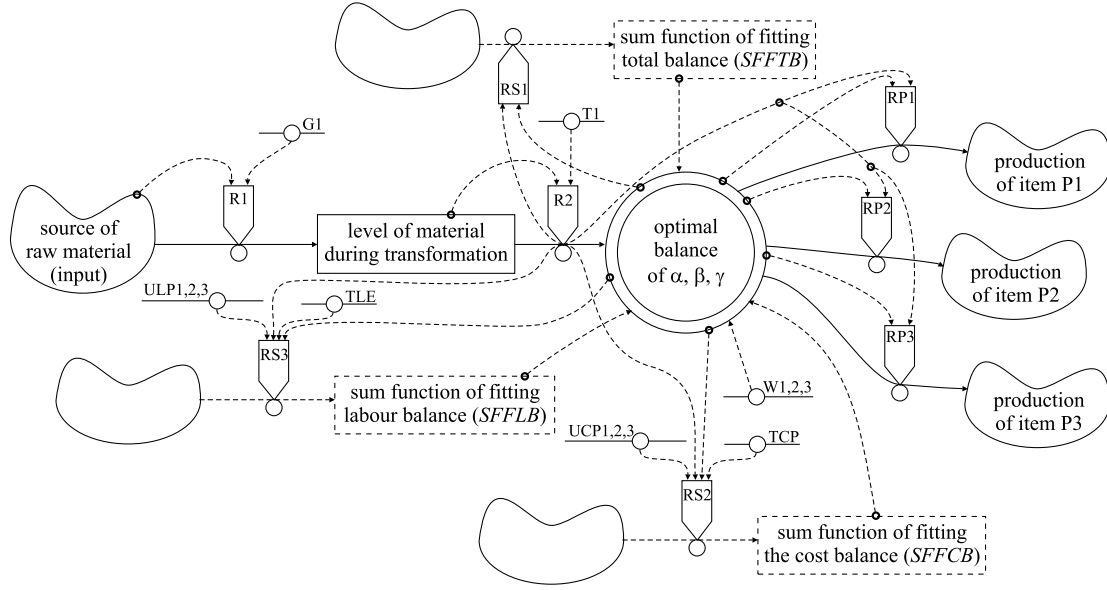 sum function of fitting
total balance (SFFTB)
RS1
RP1
G1
T1
production
of item P1
R1
R2
RP2
source of
raw material
(input)
level of material
during transformation
optimal
balance
of α, β, γ
production
of item P2
ULP1,2,3
TLE
RS3
RP3
sum function of fitting
labour balance (SFFLB)
W1,2,3
production
of item P3
UCP1,2,3
TCP
RS2
sum function of fitting
the cost balance (SFFCB)